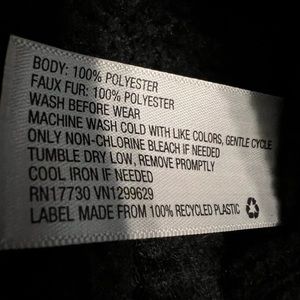 BODY: 100% POLYESTER
FAUX FUR: 100% POLYESTER
WASH BEFORE WEAR
MACHINE WASH COLD WITH LIKE COLORS, GENTLE CYCLE
ONLY NON-CHLORINE BLEACH IF NEEDED
TUMBLE DRY LOW, REMOVE PROMPTLY
COOL IRON IF NEEDED
RN17730 VN1299629
LABEL MADE FROM 100% RECYCLED PLASTIC